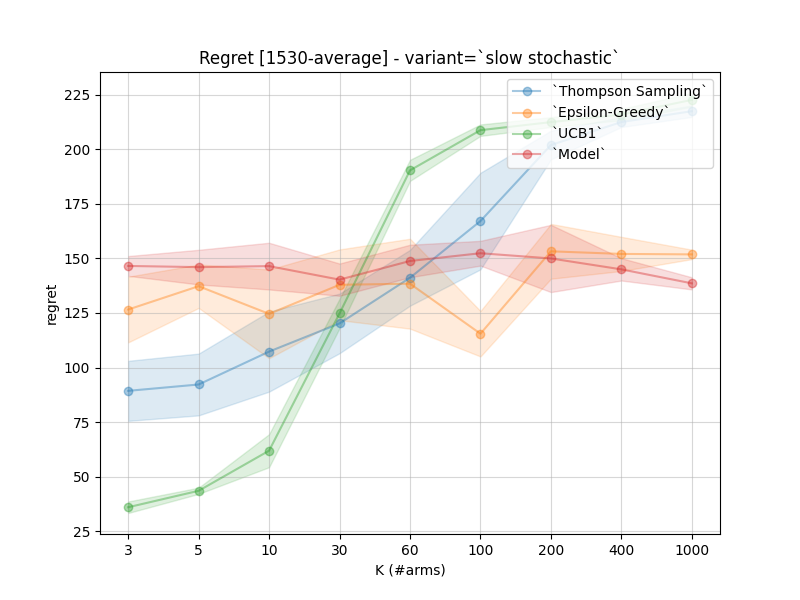 Regret [1530-average] - variant=`slow stochastic`
`Thompson Sampling`
`Epsilon-Greedy`
`UCB1`
`Model`
regret
225
200
175
150
125
100
75
50
25
3 5 10 30 60 100 200 400 1000
K (#arms)